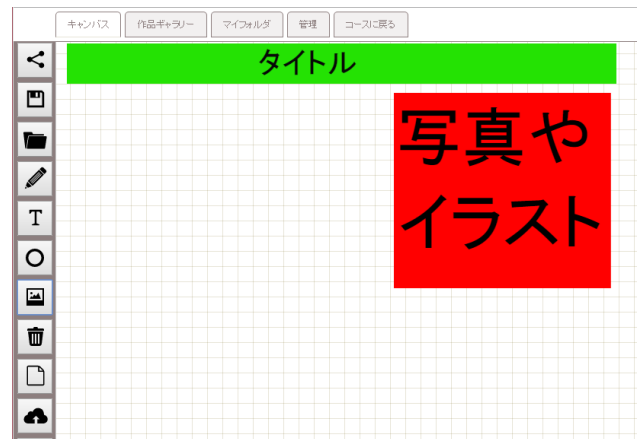 キャンバス
作品ギャラリー
マイフォルダ
管理
コースに戻る
タイトル
T
写真や
イラスト